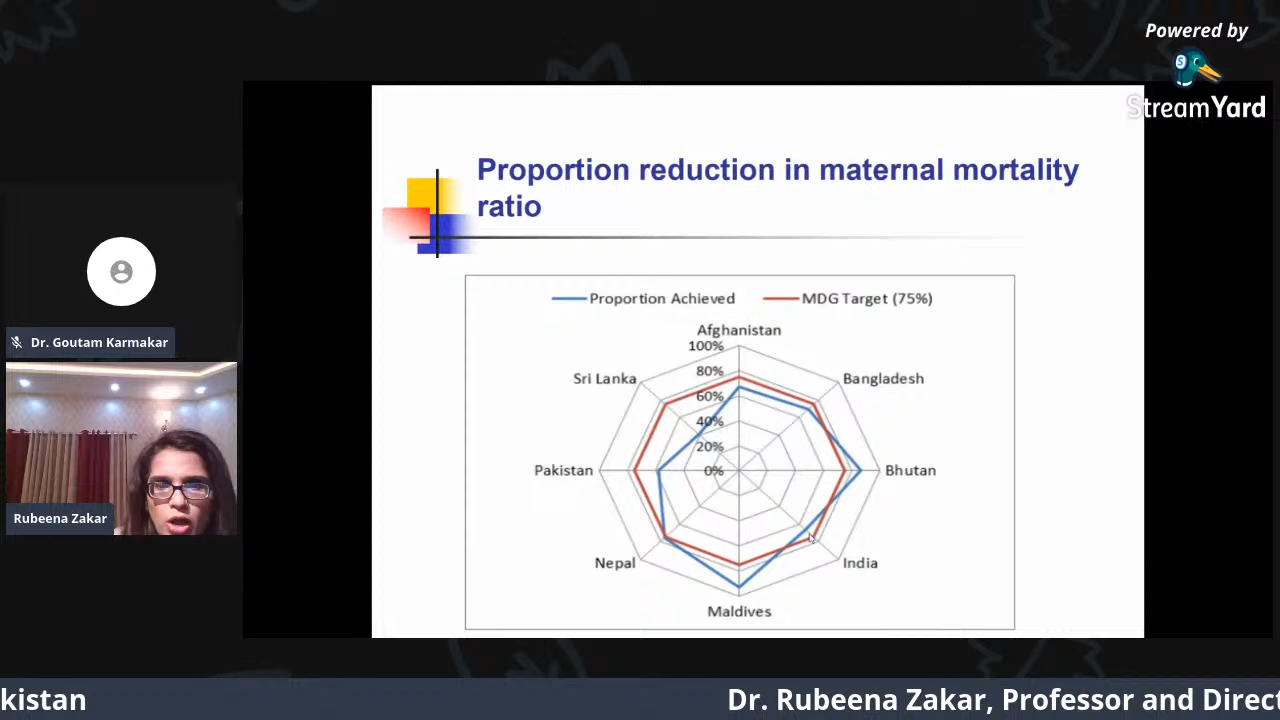 Powered by
StreamYard
Proportion reduction in maternal mortality
ratio
Proportion Achieved
MDG Target (75%)
Afghanistan
100%
80%
60%
40%
20%
0%
Bangladesh
Bhutan
India
Maldives
Nepal
Pakistan
Sri Lanka
Dr. Goutam Karmakar
Rubeena Zakar
kistan
Dr. Rubeena Zakar, Professor and Direct